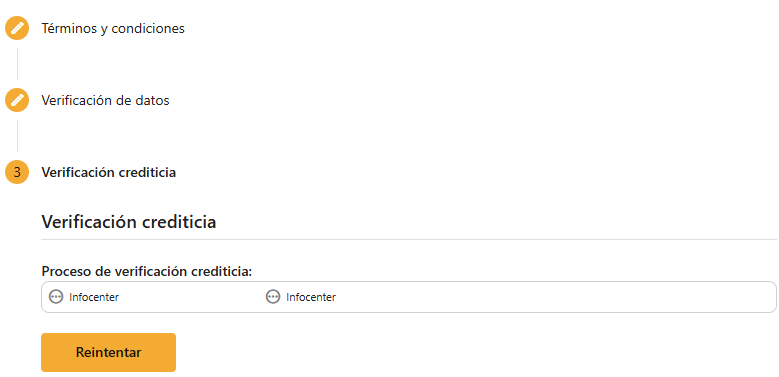 Términos y condiciones
Verificación de datos
3 Verificación crediticia
Verificación crediticia
Proceso de verificación crediticia:
Infocenter Infocenter
Reintentar